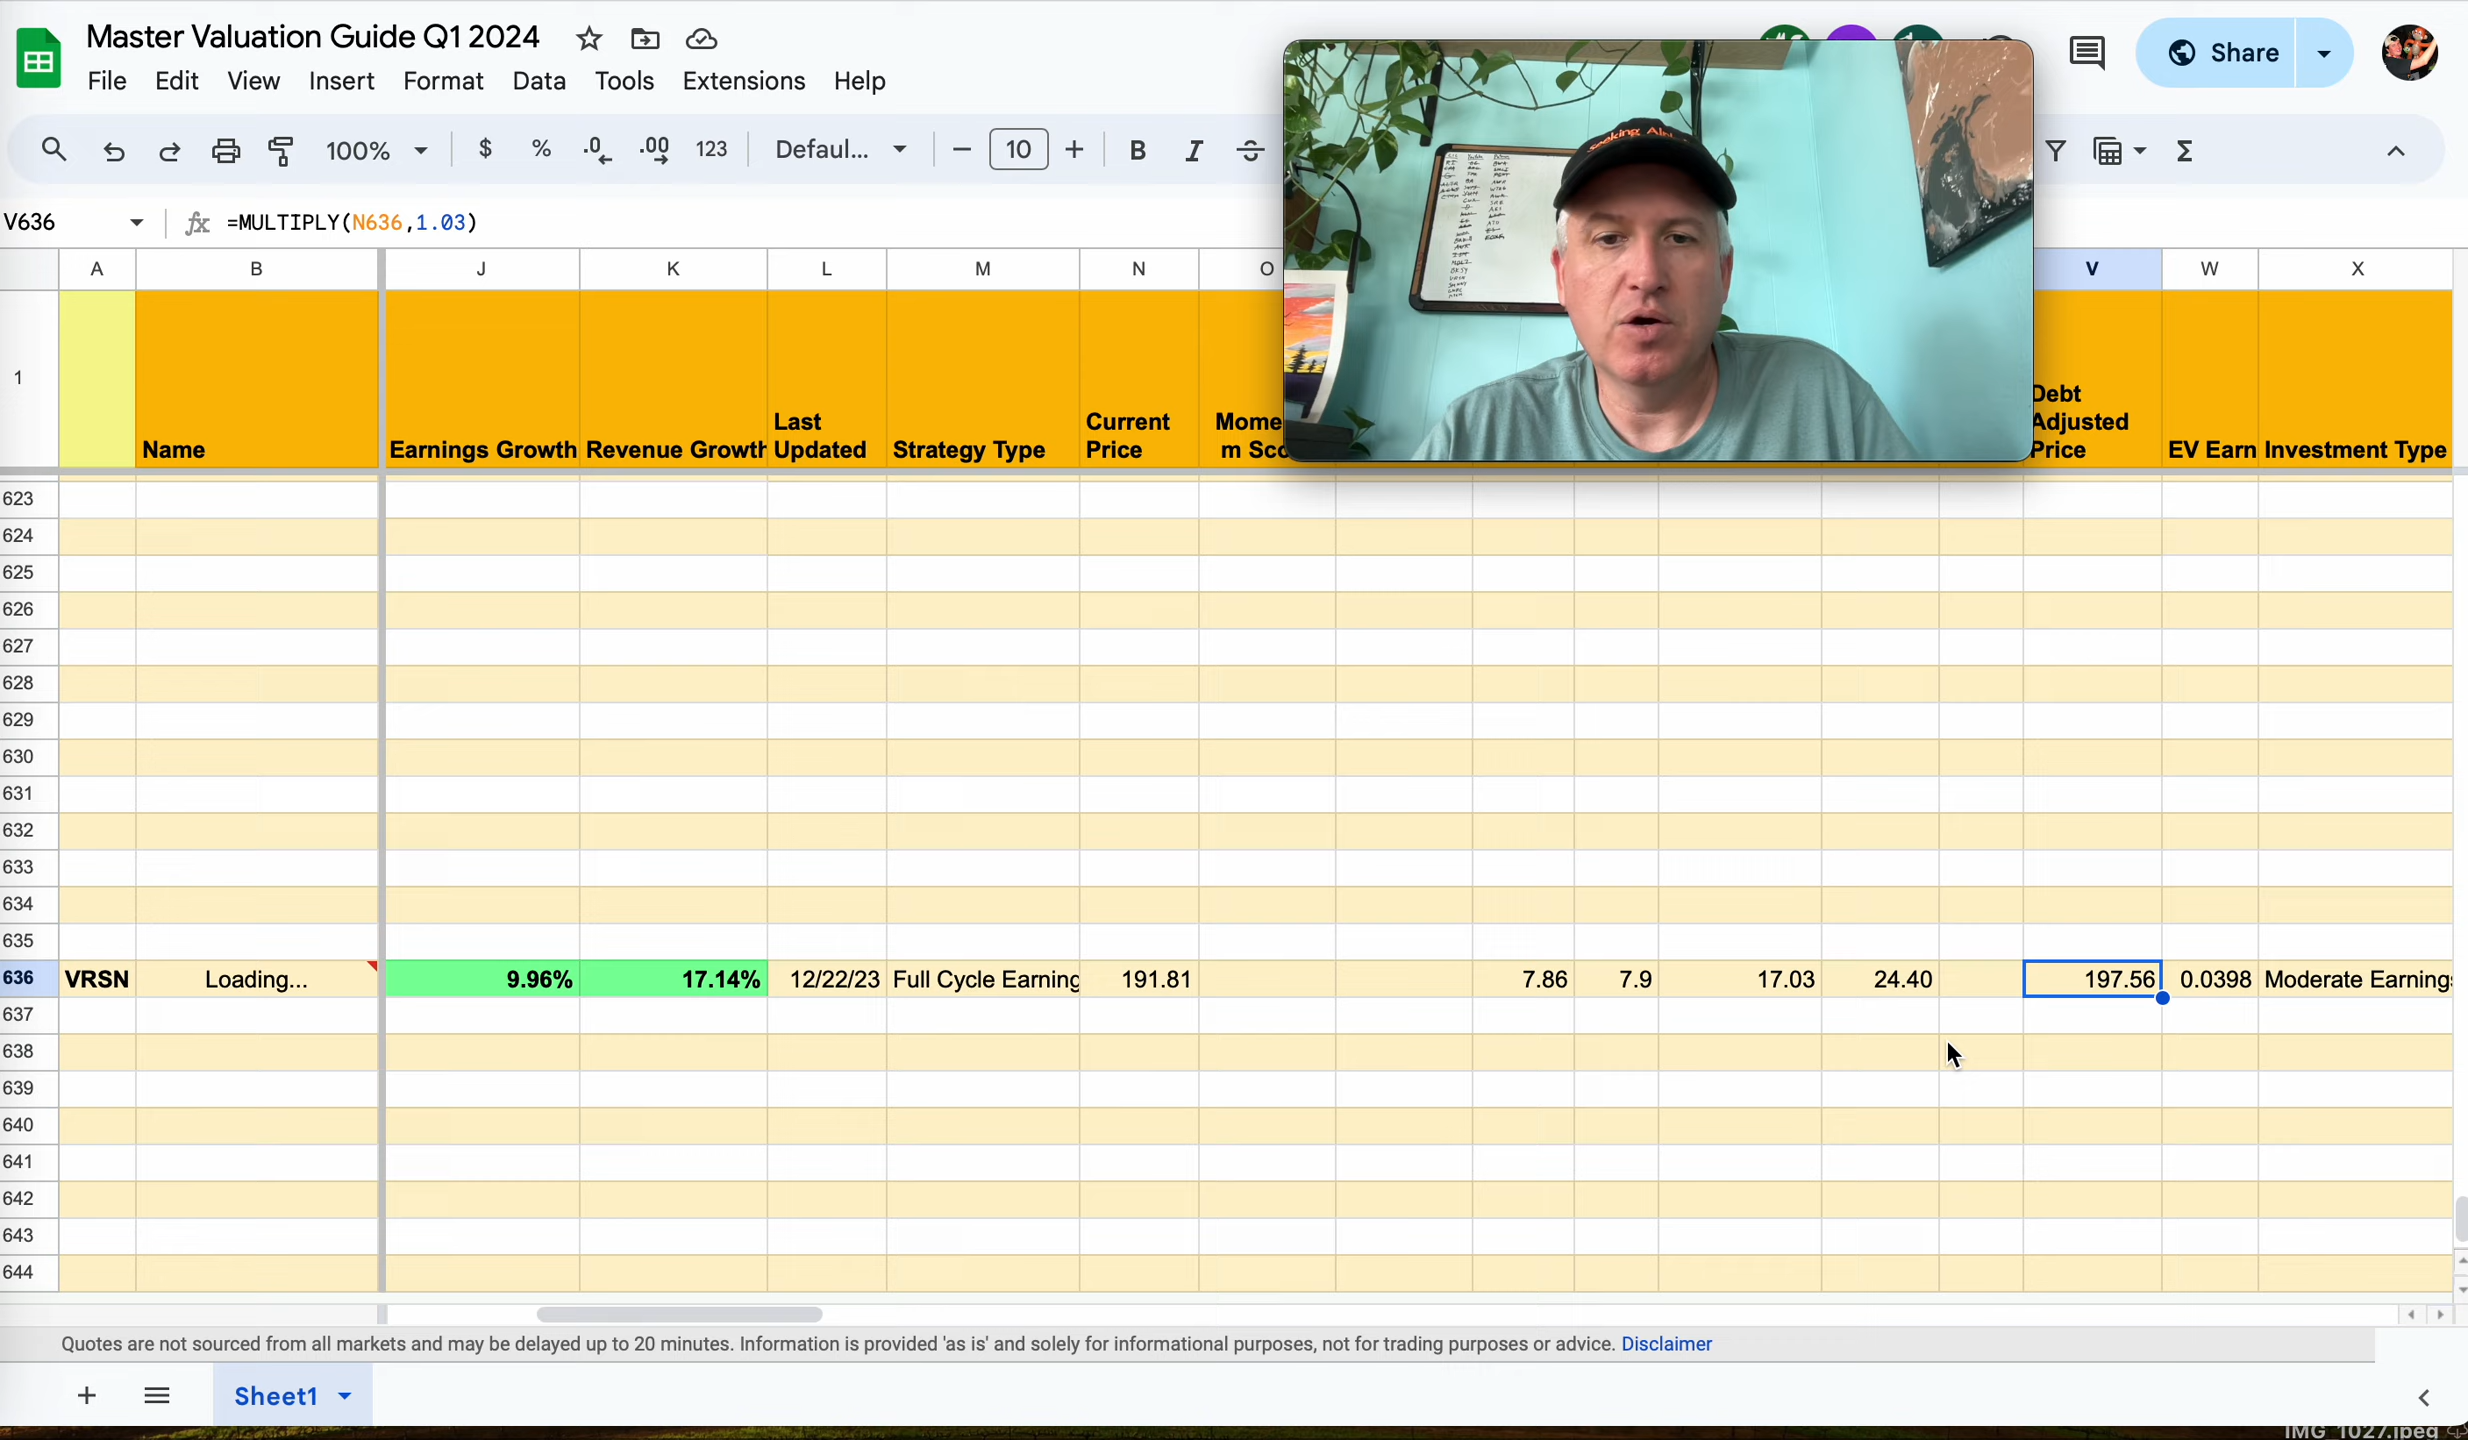 Master Valuation Guide Q1 2024
Share
File Edit View Insert Format Data Tools Extensions Help
100% $ % .0 .00 123 Defaul... − 10 + B I S Σ
V636 fx =MULTIPLY(N636,1.03)
A B J K L M N O V W X
1 Name Earnings Growth Revenue Growth Last Updated Strategy Type Current Price Mome m Sco Debt Adjusted Price EV Earn Investment Type
623
624
625
626
627
628
629
630
631
632
633
634
635
636 VRSN Loading... 9.96% 17.14% 12/22/23 Full Cycle Earning 191.81 7.86 7.9 17.03 24.40 197.56 0.0398 Moderate Earnings
637
638
639
640
641
642
643
644
Quotes are not sourced from all markets and may be delayed up to 20 minutes. Information is provided 'as is' and solely for informational purposes, not for trading purposes or advice. Disclaimer
+ Sheet1
IMG_1027.jpeg